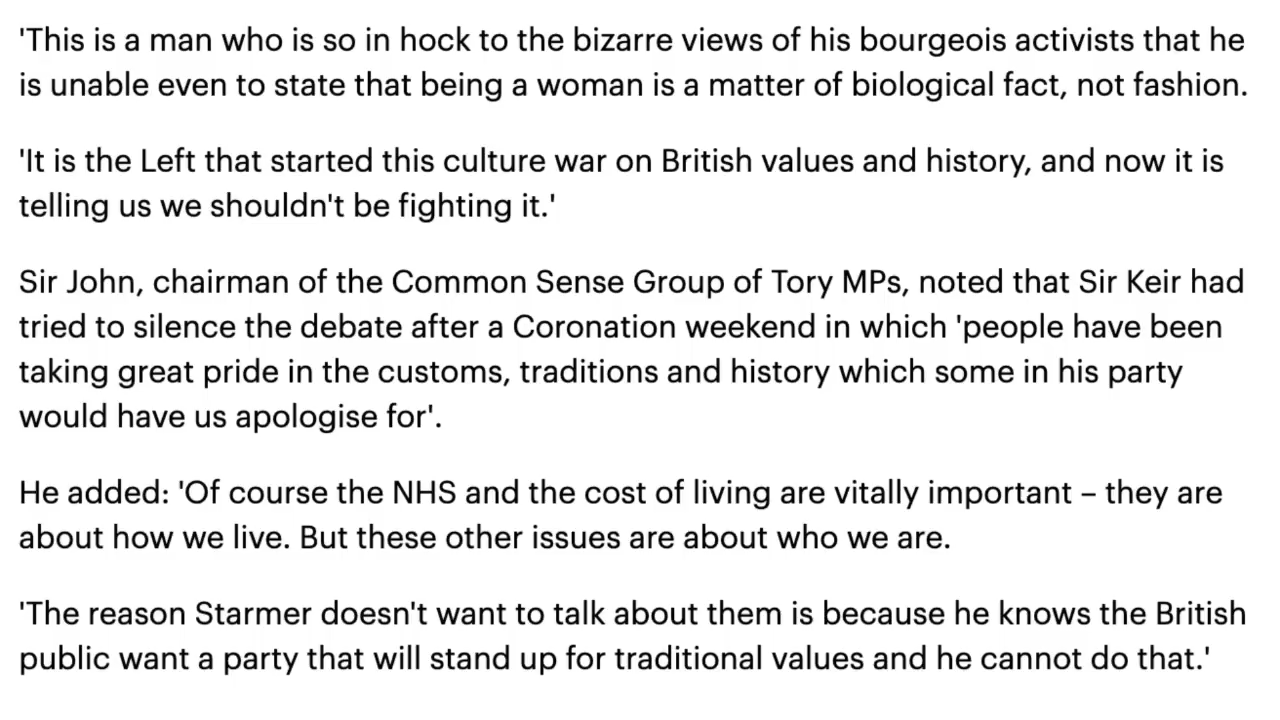 'This is a man who is so in hock to the bizarre views of his bourgeois activists that he
is unable even to state that being a woman is a matter of biological fact, not fashion.
'It is the Left that started this culture war on British values and history, and now it is
telling us we shouldn't be fighting it.'
Sir John, chairman of the Common Sense Group of Tory MPs, noted that Sir Keir had
tried to silence the debate after a Coronation weekend in which 'people have been
taking great pride in the customs, traditions and history which some in his party
would have us apologise for'.
He added: 'Of course the NHS and the cost of living are vitally important – they are
about how we live. But these other issues are about who we are.
'The reason Starmer doesn't want to talk about them is because he knows the British
public want a party that will stand up for traditional values and he cannot do that.'